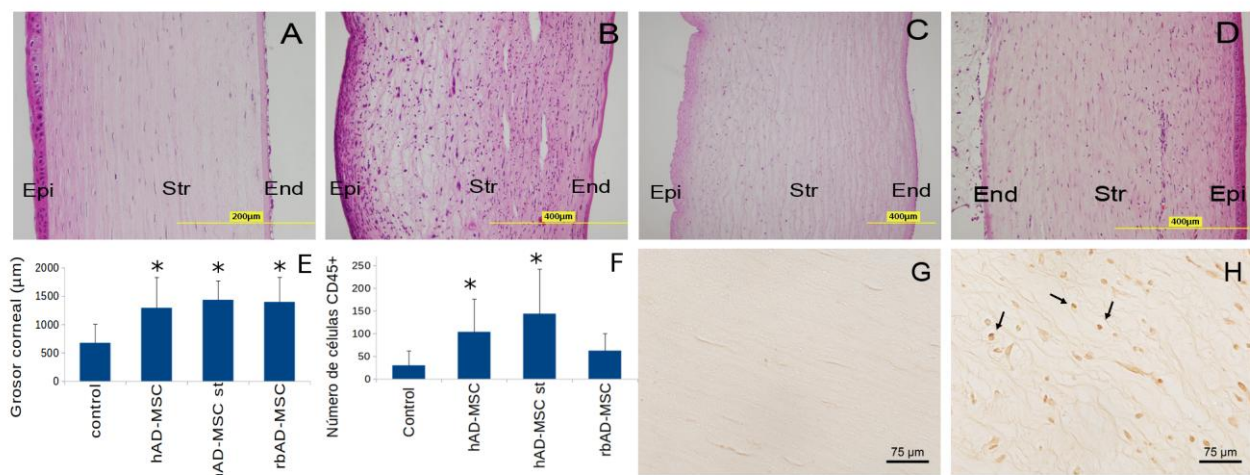 A
Epi Str End
200μm
B
Epi Str End
400μm
C
Epi Str End
400μm
D
End Str Epi
400μm
E
Grosor corneal (μm)
2000
1500
1000
500
0
* * *
control
hAD-MSC
hAD-MSC st
rbAD-MSC
F
Número de células CD45+
250
200
150
100
50
0
* *
Control
hAD-MSC
hAD-MSC st
rbAD-MSC
G
75 μm
H
75 μm